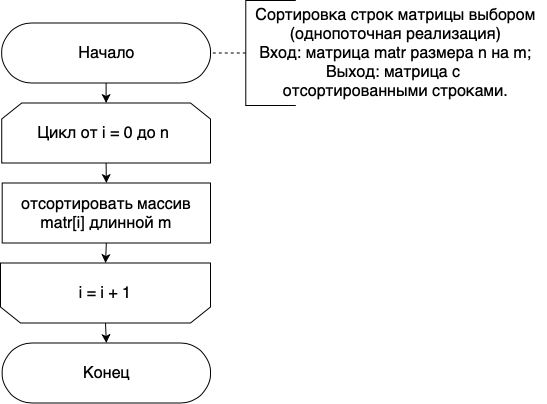 Начало
Сортировка строк матрицы выбором
(однопоточная реализация)
Вход: матрица matr размера n на m;
Выход: матрица с
отсортированными строками.
Цикл от i = 0 до n
отсортировать массив
matr[i] длинной m
i = i + 1
Конец